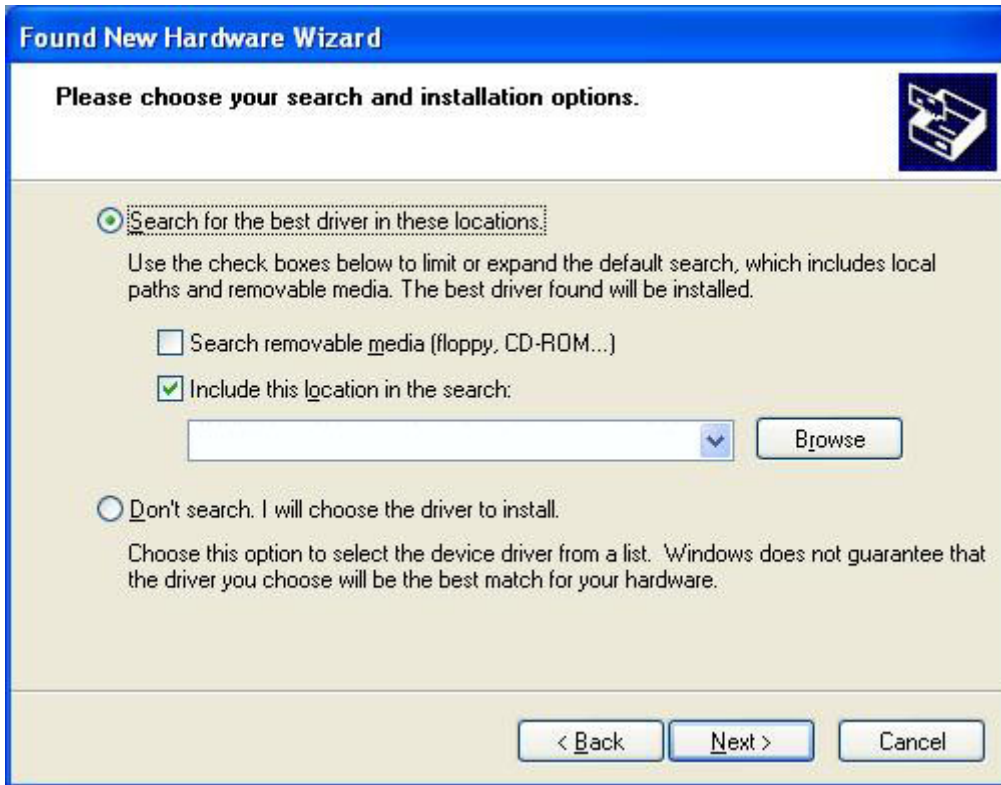 Found New Hardware Wizard
Please choose your search and installation options.
Search for the best driver in these locations.
Use the check boxes below to limit or expand the default search, which includes local
paths and removable media. The best driver found will be installed.
Search removable media (floppy, CD-ROM...)
Include this location in the search:
Browse
Don't search. I will choose the driver to install.
Choose this option to select the device driver from a list.  Windows does not guarantee that
the driver you choose will be the best match for your hardware.
< Back
Next >
Cancel